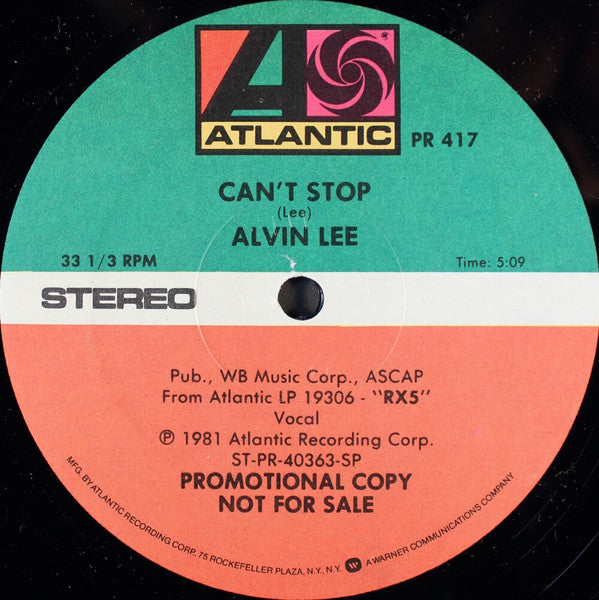 ATLANTIC
PR 417
CAN'T STOP
(Lee)
ALVIN LEE
33 1/3 RPM
Time: 5:09
STEREO
Pub., WB Music Corp., ASCAP
From Atlantic LP 19306 - "RX5"
Vocal
℗ 1981 Atlantic Recording Corp.
ST-PR-40363-SP
PROMOTIONAL COPY
NOT FOR SALE
MFG. BY ATLANTIC RECORDING CORP. 75 ROCKEFELLER PLAZA, N.Y. N.Y. A WARNER COMMUNICATIONS COMPANY